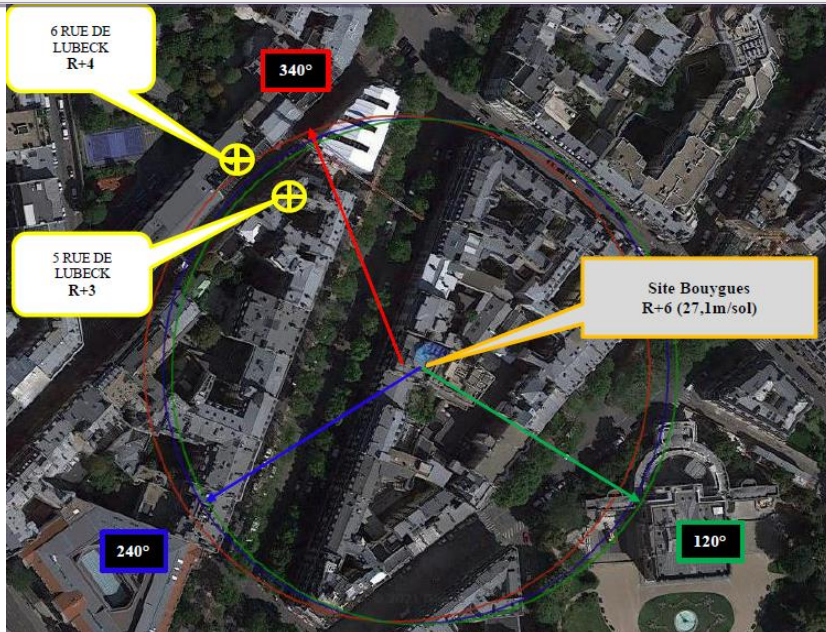 6 RUE DE
LUBECK
R+4
340°
5 RUE DE
LUBECK
R+3
Site Bouygues
R+6 (27,1m/sol)
240°
120°